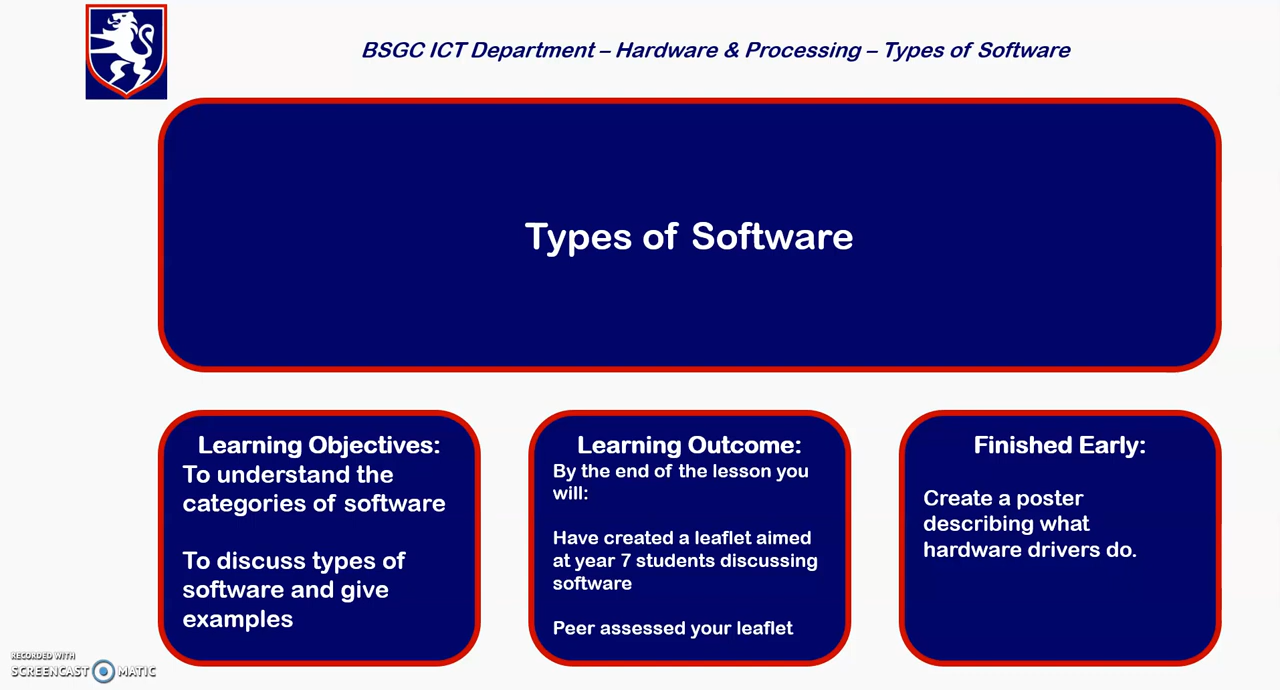 BSGC ICT Department – Hardware & Processing – Types of Software
Types of Software
Learning Objectives:
To understand the
categories of software
To discuss types of
software and give
examples
Learning Outcome:
By the end of the lesson you
will:
Have created a leaflet aimed
at year 7 students discussing
software
Peer assessed your leaflet
Finished Early:
Create a poster
describing what
hardware drivers do.
RECORDED WITH
SCREENCAST MATIC